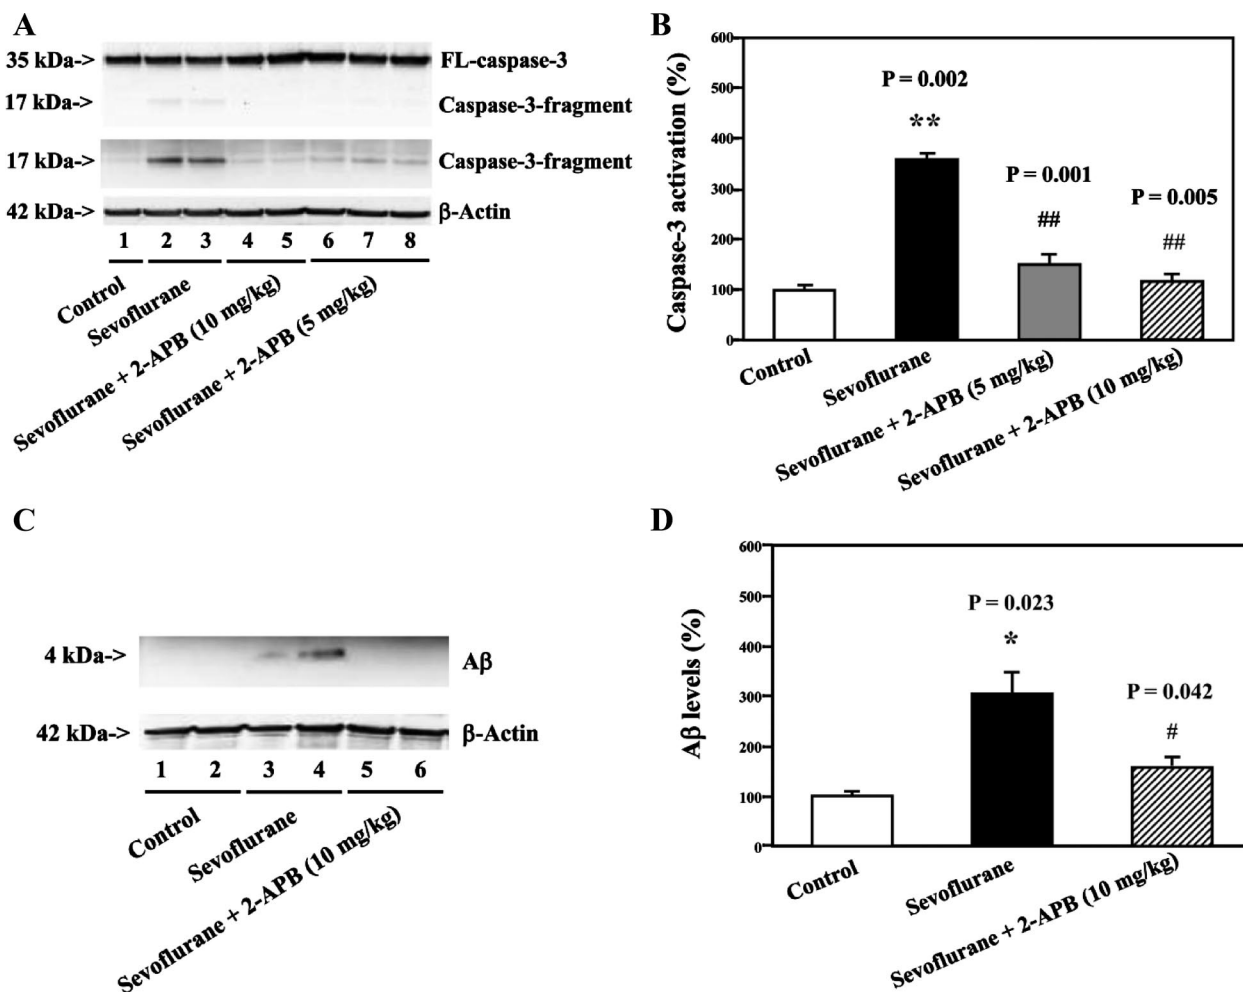 A
35 kDa->
FL-caspase-3
17 kDa->
Caspase-3-fragment
17 kDa->
Caspase-3-fragment
42 kDa->
β-Actin
1 2 3 4 5 6 7 8
Control
Sevoflurane
Sevoflurane + 2-APB (10 mg/kg)
Sevoflurane + 2-APB (5 mg/kg)
B
Caspase-3 activation (%)
600
500
400
300
200
100
0
P = 0.002
**
P = 0.001
##
P = 0.005
##
Control
Sevoflurane
Sevoflurane + 2-APB (5 mg/kg)
Sevoflurane + 2-APB (10 mg/kg)
C
4 kDa->
Aβ
42 kDa->
β-Actin
1 2 3 4 5 6
Control
Sevoflurane
Sevoflurane + 2-APB (10 mg/kg)
D
Aβ levels (%)
600
500
400
300
200
100
0
P = 0.023
*
P = 0.042
#
Control
Sevoflurane
Sevoflurane + 2-APB (10 mg/kg)